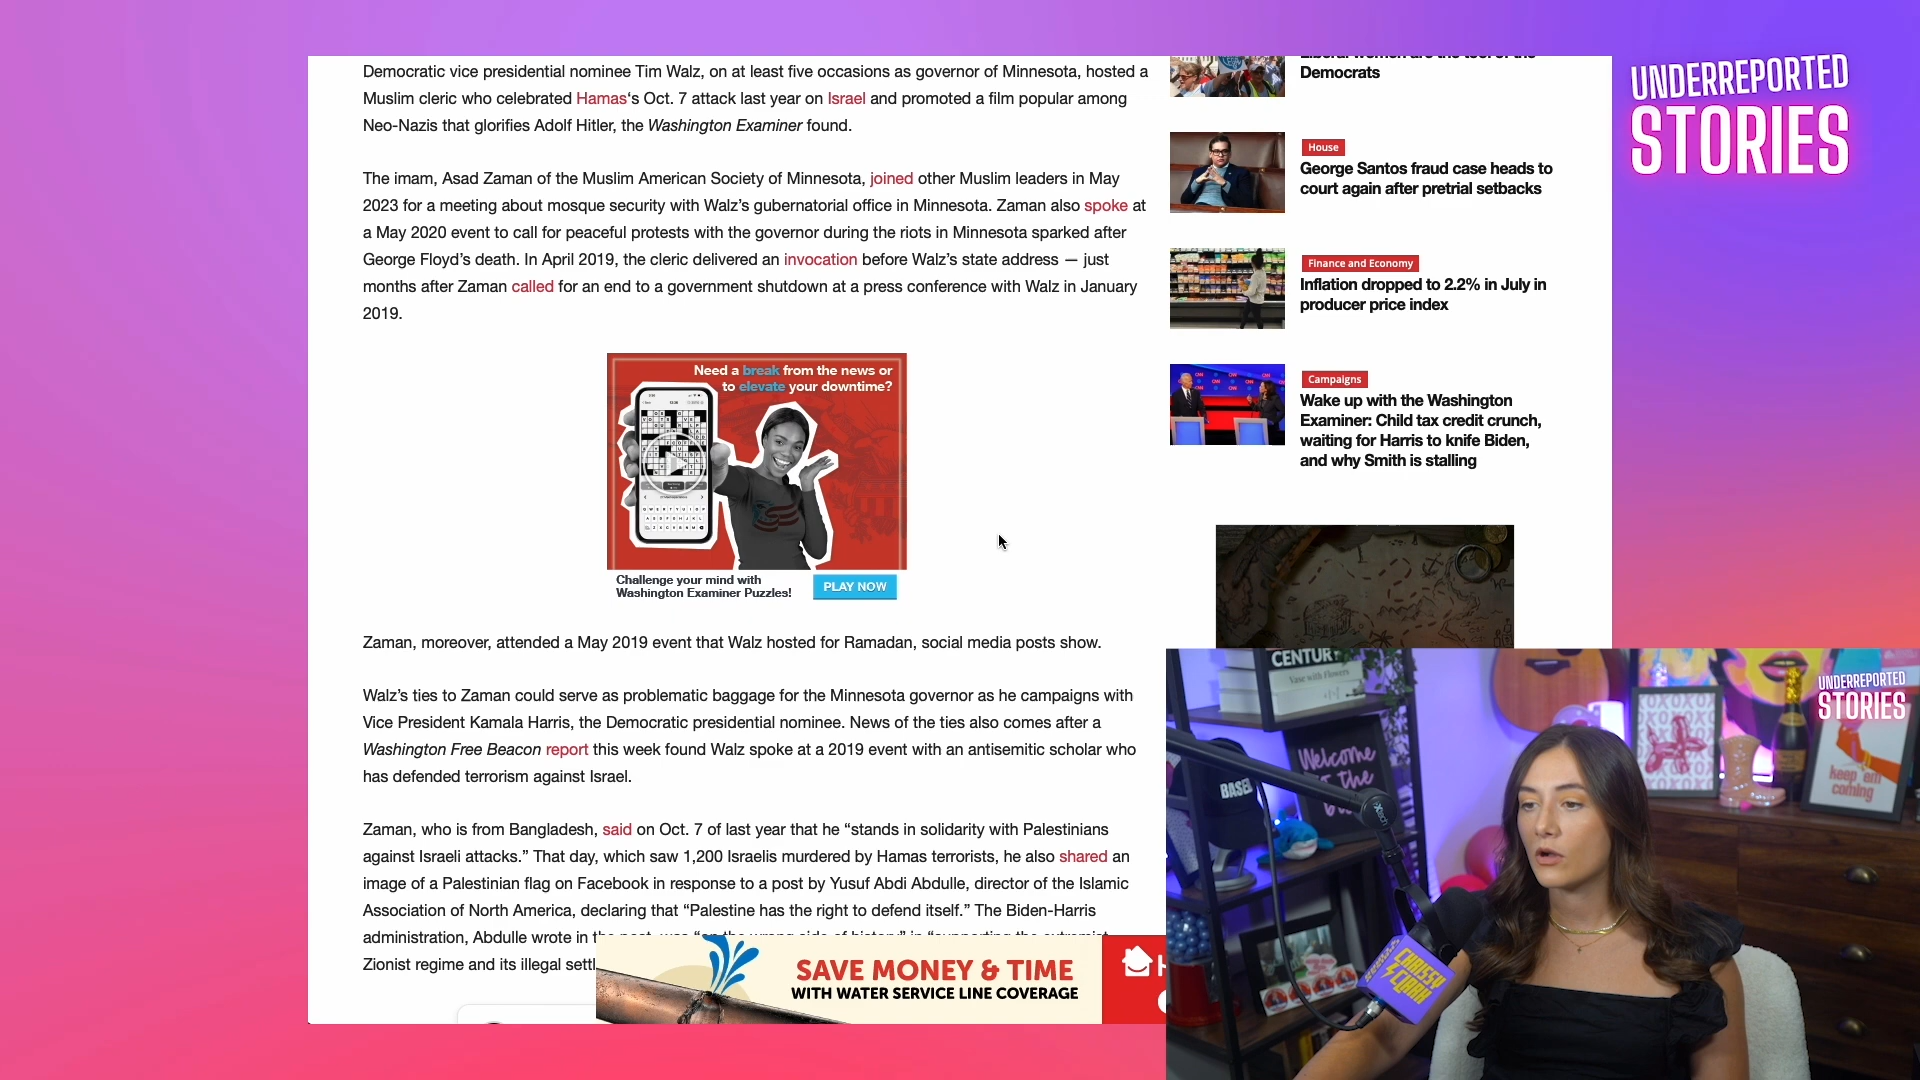 Democratic vice presidential nominee Tim Walz, on at least five occasions as governor of Minnesota, hosted a
Muslim cleric who celebrated Hamas‘s Oct. 7 attack last year on Israel and promoted a film popular among
Neo-Nazis that glorifies Adolf Hitler, the Washington Examiner found.
The imam, Asad Zaman of the Muslim American Society of Minnesota, joined other Muslim leaders in May
2023 for a meeting about mosque security with Walz’s gubernatorial office in Minnesota. Zaman also spoke at
a May 2020 event to call for peaceful protests with the governor during the riots in Minnesota sparked after
George Floyd’s death. In April 2019, the cleric delivered an invocation before Walz’s state address — just
months after Zaman called for an end to a government shutdown at a press conference with Walz in January
2019.
Need a break from the news or
to elevate your downtime?
Challenge your mind with
Washington Examiner Puzzles!
PLAY NOW
Zaman, moreover, attended a May 2019 event that Walz hosted for Ramadan, social media posts show.
Walz’s ties to Zaman could serve as problematic baggage for the Minnesota governor as he campaigns with
Vice President Kamala Harris, the Democratic presidential nominee. News of the ties also comes after a
Washington Free Beacon report this week found Walz spoke at a 2019 event with an antisemitic scholar who
has defended terrorism against Israel.
Zaman, who is from Bangladesh, said on Oct. 7 of last year that he “stands in solidarity with Palestinians
against Israeli attacks.” That day, which saw 1,200 Israelis murdered by Hamas terrorists, he also shared an
image of a Palestinian flag on Facebook in response to a post by Yusuf Abdi Abdulle, director of the Islamic
Association of North America, declaring that “Palestine has the right to defend itself.” The Biden-Harris
administration, Abdulle wrote in
Zionist regime and its illegal
SAVE MONEY & TIME
WITH WATER SERVICE LINE COVERAGE
Democrats
House
George Santos fraud case heads to
court again after pretrial setbacks
Finance and Economy
Inflation dropped to 2.2% in July in
producer price index
Campaigns
Wake up with the Washington
Examiner: Child tax credit crunch,
waiting for Harris to knife Biden,
and why Smith is stalling
UNDERREPORTED
STORIES
UNDERREPORTED
STORIES
Vase with Flowers
Welcome
to the
BASED
XOXO
keep 'em
coming
CHRISSY
CLARK